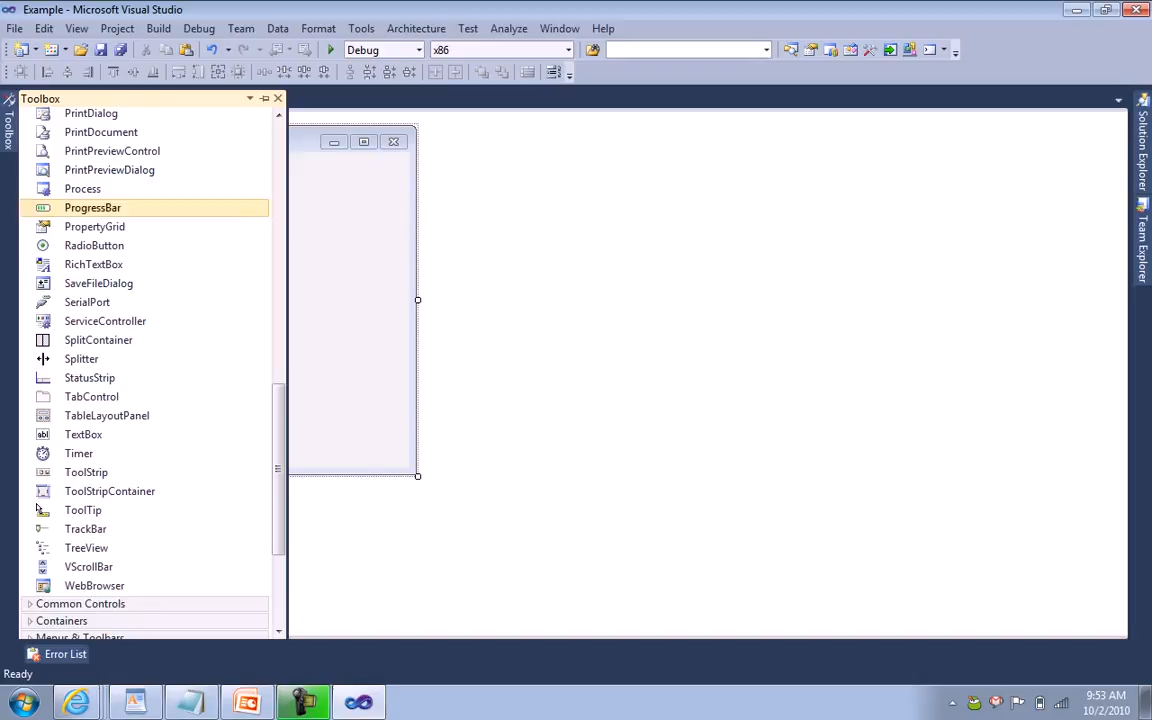 Example - Microsoft Visual Studio
File Edit View Project Build Debug Team Data Format Tools Architecture Test Analyze Window Help
Debug x86
Toolbox
Toolbox
PrintDialog
PrintDocument
PrintPreviewControl
PrintPreviewDialog
Process
ProgressBar
PropertyGrid
RadioButton
RichTextBox
SaveFileDialog
SerialPort
ServiceController
SplitContainer
Splitter
StatusStrip
TabControl
TableLayoutPanel
TextBox
Timer
ToolStrip
ToolStripContainer
ToolTip
TrackBar
TreeView
VScrollBar
WebBrowser
Common Controls
Containers
Menus & Toolbars
Solution Explorer
Team Explorer
Error List
Ready
9:53 AM
10/2/2010